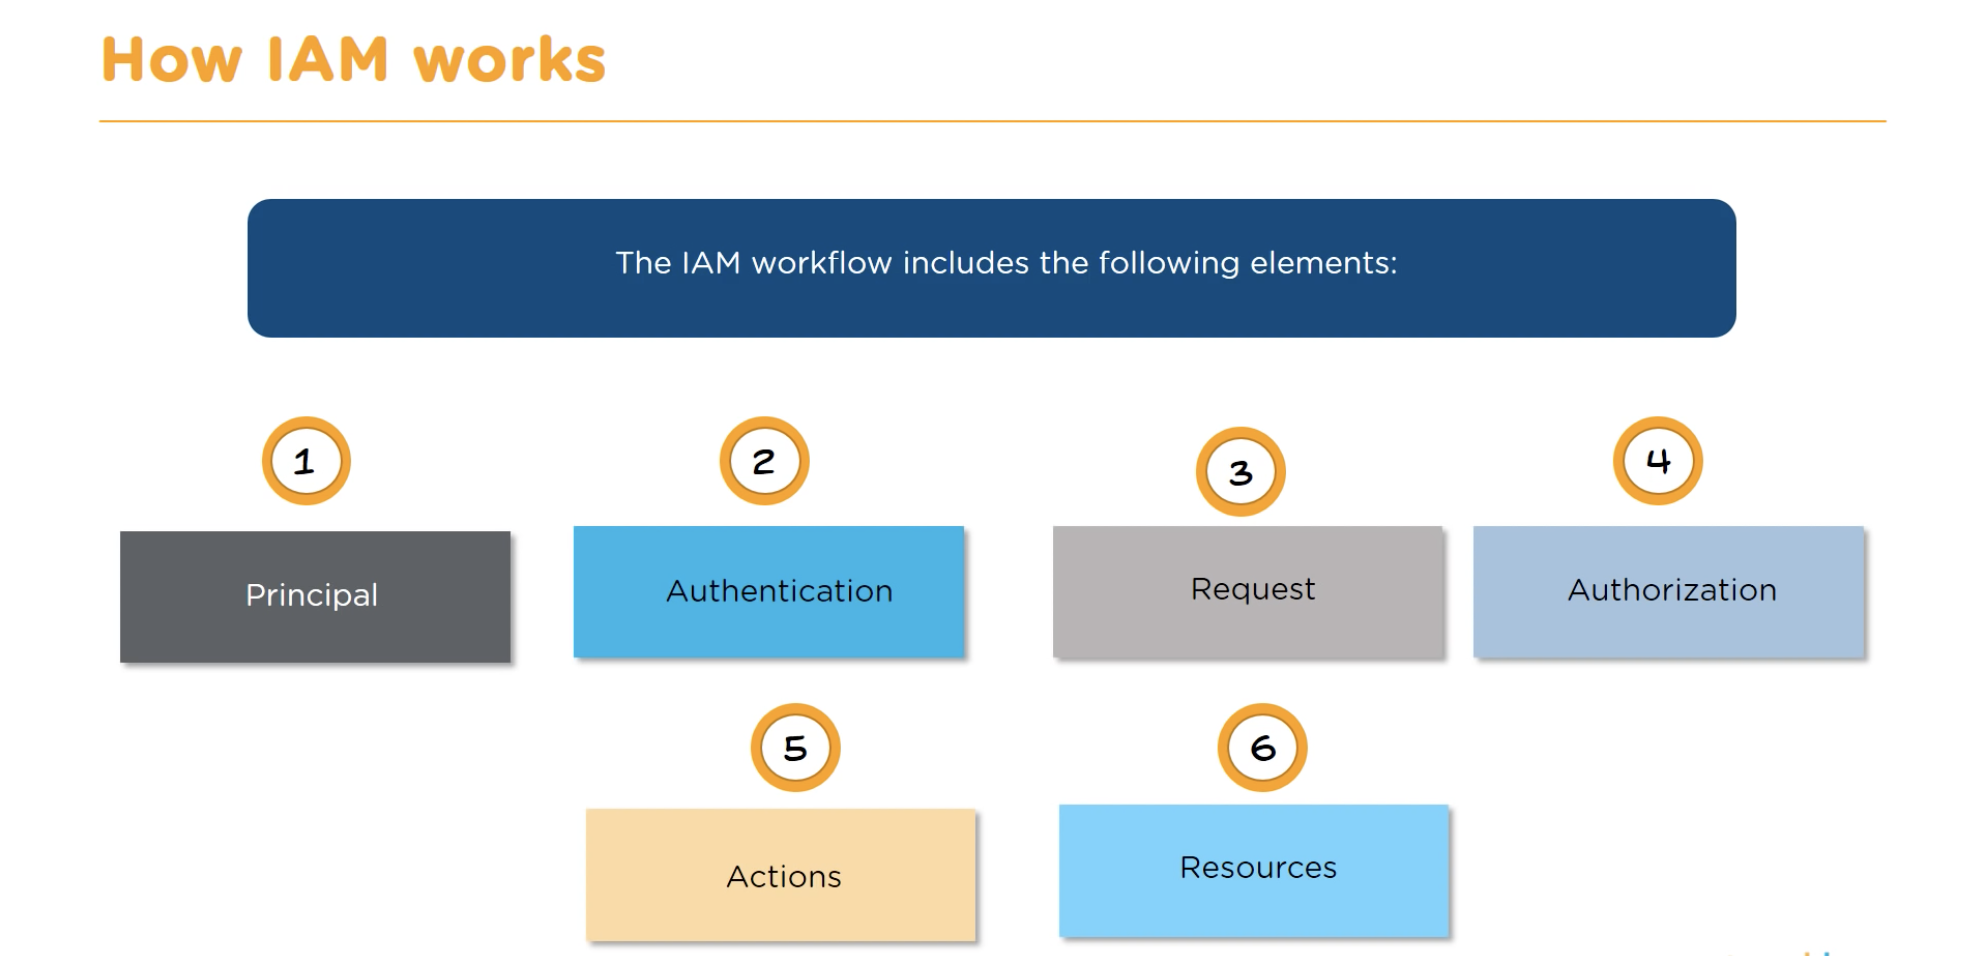 How IAM works
The IAM workflow includes the following elements:
1
2
3
4
Principal
Authentication
Request
Authorization
5
6
Actions
Resources